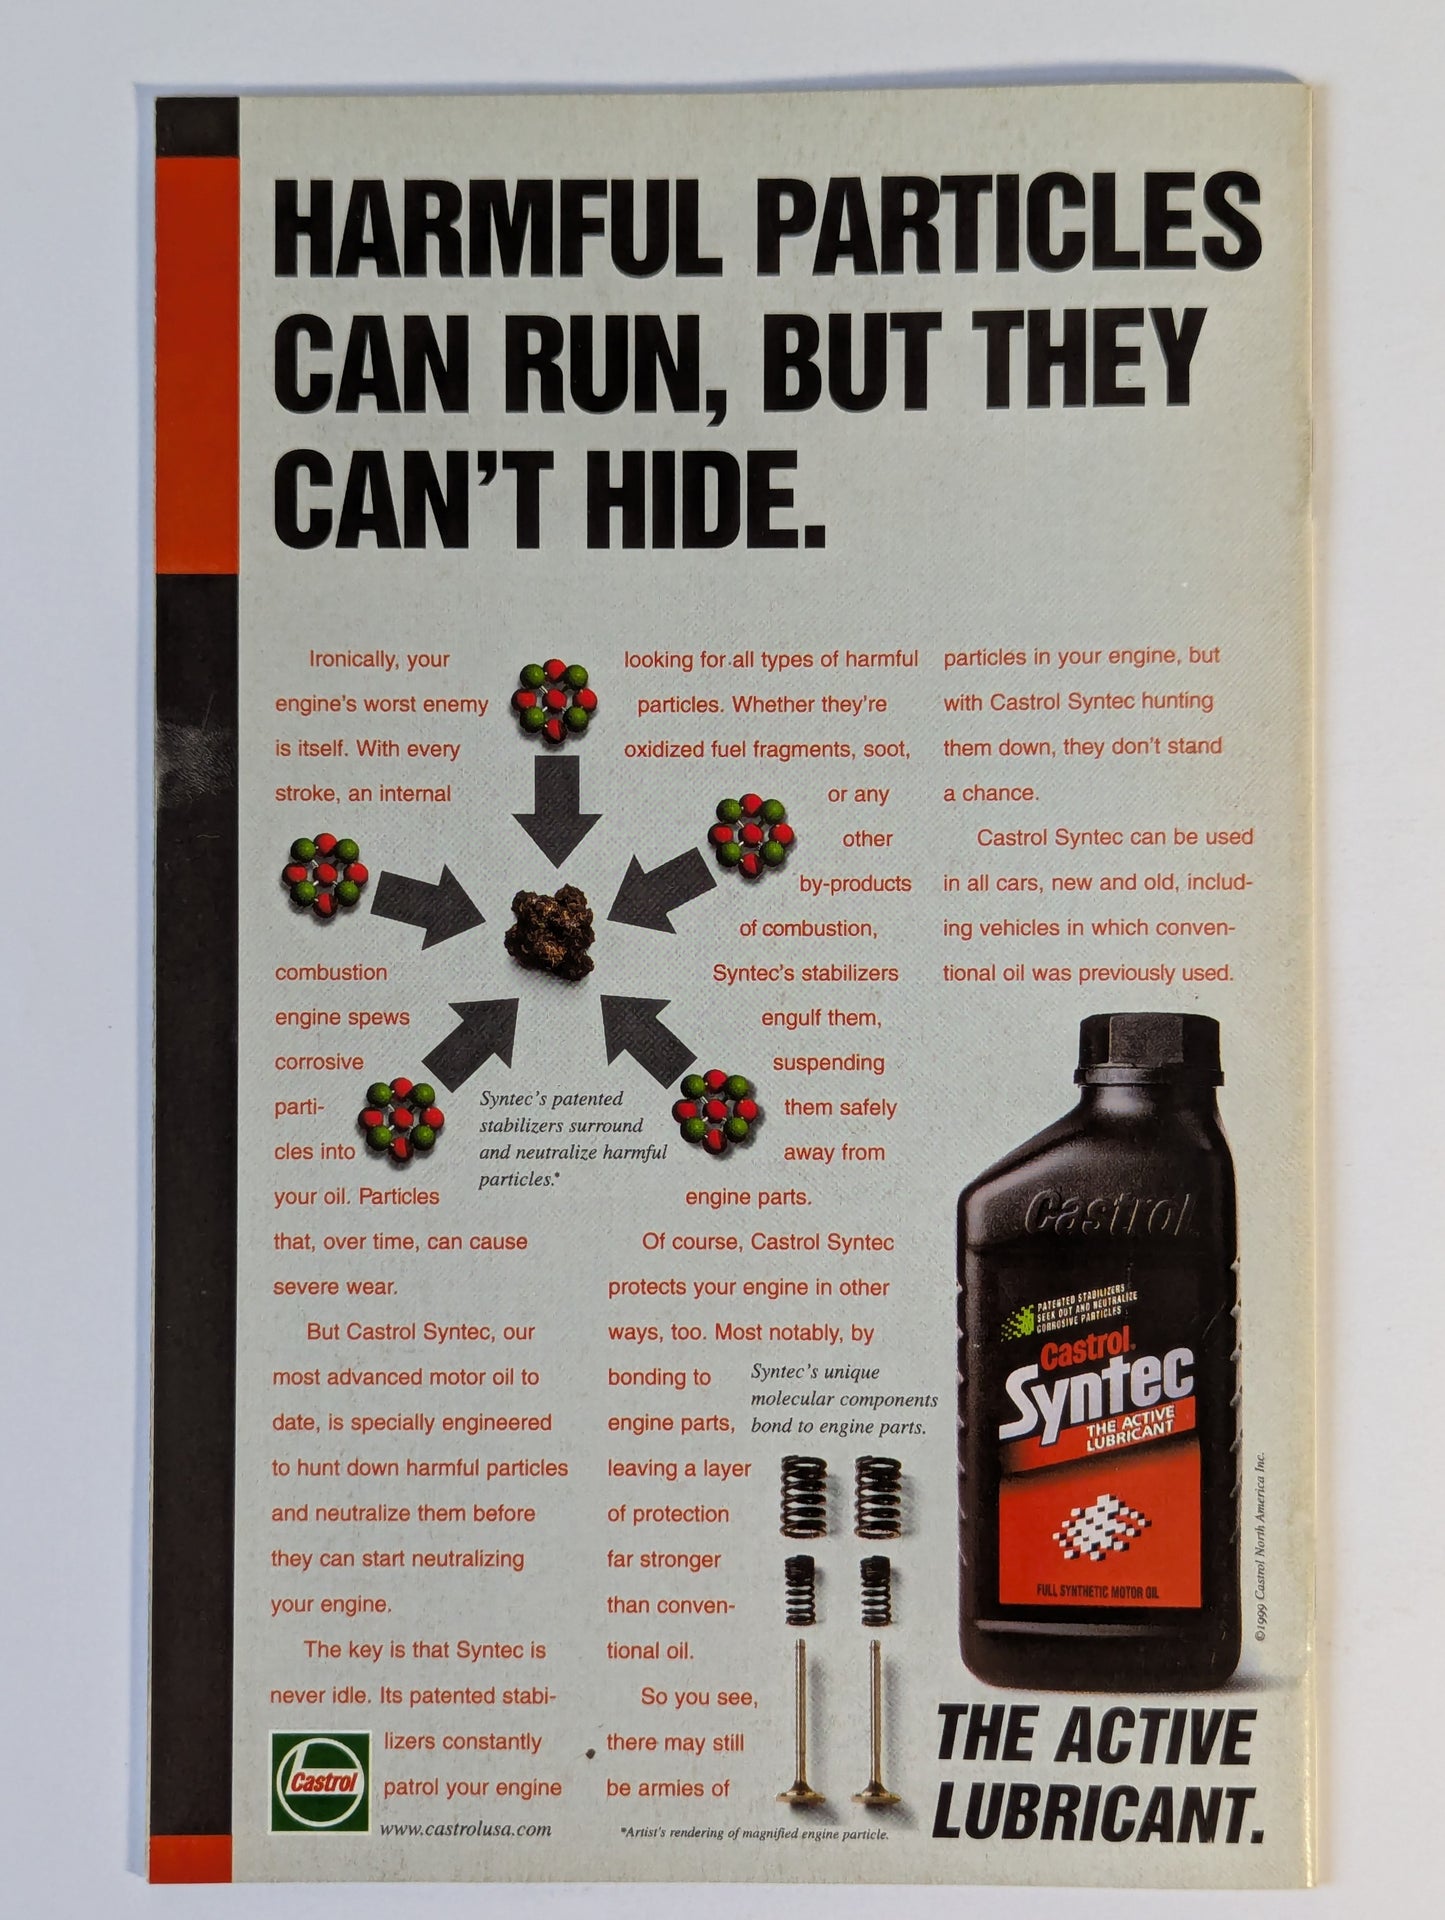 HARMFUL PARTICLES
CAN RUN, BUT THEY
CAN'T HIDE.
Ironically, your
engine's worst enemy
is itself. With every
stroke, an internal
combustion
engine spews
corrosive
parti-
cles into
your oil. Particles
that, over time, can cause
severe wear.
But Castrol Syntec, our
most advanced motor oil to
date, is specially engineered
to hunt down harmful particles
and neutralize them before
they can start neutralizing
your engine.
The key is that Syntec is
never idle. Its patented stabi-
lizers constantly
patrol your engine
looking for all types of harmful
particles. Whether they're
oxidized fuel fragments, soot,
or any
other
by-products
of combustion,
Syntec's stabilizers
engulf them,
suspending
them safely
away from
engine parts.
Of course, Castrol Syntec
protects your engine in other
ways, too. Most notably, by
bonding to
engine parts,
leaving a layer
of protection
far stronger
than conven-
tional oil.
So you see,
there may still
be armies of
particles in your engine, but
with Castrol Syntec hunting
them down, they don't stand
a chance.
Castrol Syntec can be used
in all cars, new and old, includ-
ing vehicles in which conven-
tional oil was previously used.
Syntec's patented
stabilizers surround
and neutralize harmful
particles.*
Syntec's unique
molecular components
bond to engine parts.
Castrol
PATENTED STABILIZERS
SEEK OUT AND NEUTRALIZE
CORROSIVE PARTICLES
Castrol
Syntec
THE ACTIVE
LUBRICANT
FULL SYNTHETIC MOTOR OIL
©1999 Castrol North America Inc.
THE ACTIVE
LUBRICANT.
Castrol
www.castrolusa.com
*Artist's rendering of magnified engine particle.